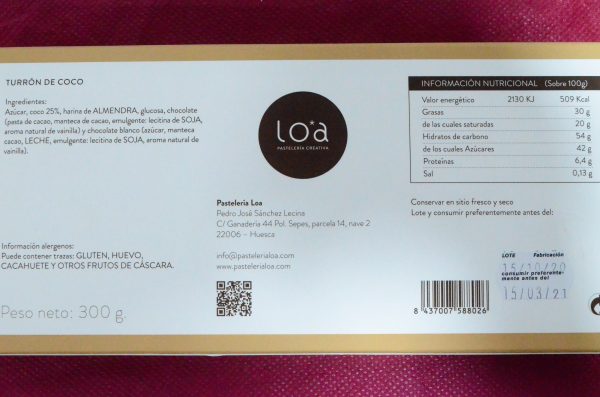 TURRÓN DE COCO
Ingredientes:
Azúcar, coco 25%, harina de ALMENDRA, glucosa, chocolate
(pasta de cacao, manteca de cacao, emulgente: lecitina de SOJA,
aroma natural de vainilla) y chocolate blanco (azúcar, manteca
cacao, LECHE, emulgente: lecitina de SOJA, aroma natural de
vainilla).
Información alergenos:
Puede contener trazas: GLUTEN, HUEVO,
CACAHUETE Y OTROS FRUTOS DE CÁSCARA.
Peso neto: 300 g.
loa
PASTELERÍA CREATIVA
Pastelería Loa
Pedro José Sánchez Lecina
C/ Ganadería 44 Pol. Sepes, parcela 14, nave 2
22006 – Huesca
info@pastelerialoa.com
www.pastelerialoa.com
INFORMACIÓN NUTRICIONAL (Sobre 100g)
Valor energético 2130 KJ 509 Kcal
Grasas 30 g
de las cuales saturadas 20 g
Hidratos de carbono 54 g
de los cuales Azúcares 42 g
Proteínas 6,4 g
Sal 0,13 g
Conservar en sitio fresco y seco
Lote y consumir preferentemente antes del:
LOTE Fabricación
15/10/20
consumir preferente-
mente antes del
15/03/21
8 437007 588026